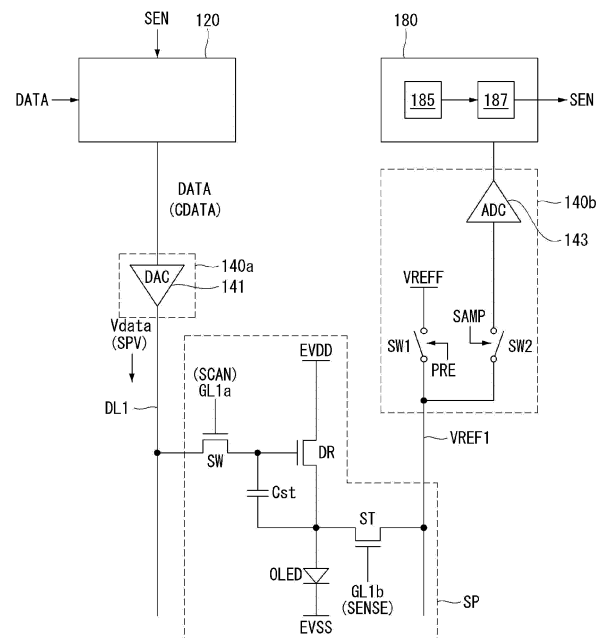 SEN
120
180
DATA
185
187
SEN
DATA
(CDATA)
140b
ADC
143
140a
DAC
141
VREFF
Vdata
(SPV)
SAMP
SW1
SW2
PRE
EVDD
(SCAN)
GL1a
DL1
VREF1
SW
DR
Cst
ST
OLED
GL1b
(SENSE)
SP
EVSS